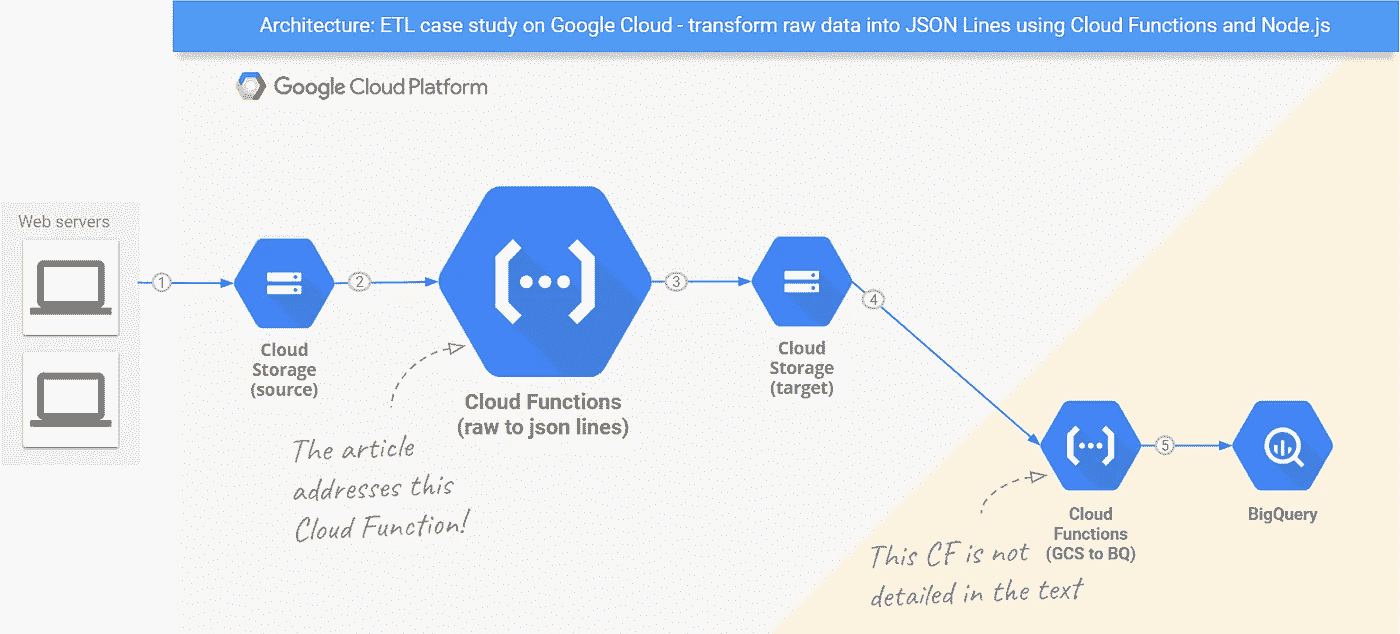 Architecture: ETL case study on Google Cloud - transform raw data into JSON Lines using Cloud Functions and Node.js
Google Cloud Platform
Web servers
1
2
3
4
Cloud
Storage
(source)
Cloud Functions
(raw to json lines)
Cloud
Storage
(target)
The article
addresses this
Cloud Function!
5
Cloud
Functions
(GCS to BQ)
BigQuery
This CF is not
detailed in the text